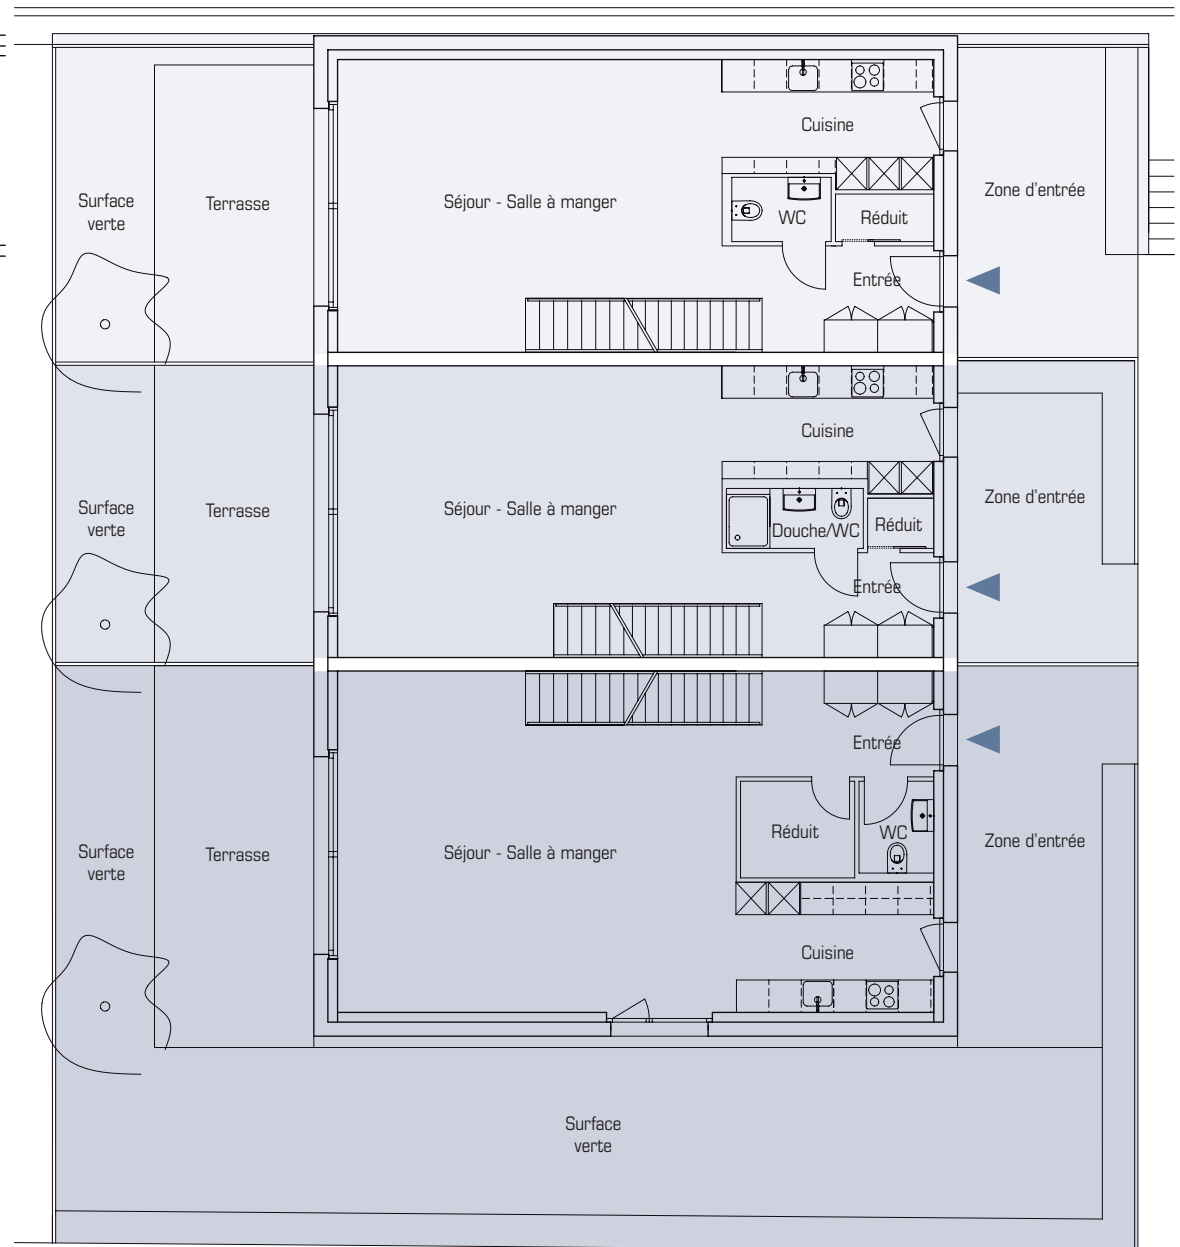 Cuisine
Surface
verte
Terrasse
Séjour - Salle à manger
WC
Réduit
Zone d'entrée
Entrée
Cuisine
Surface
verte
Terrasse
Séjour - Salle à manger
Douche/WC
Réduit
Zone d'entrée
Entrée
Entrée
Surface
verte
Terrasse
Séjour - Salle à manger
Réduit
WC
Zone d'entrée
Cuisine
Surface
verte